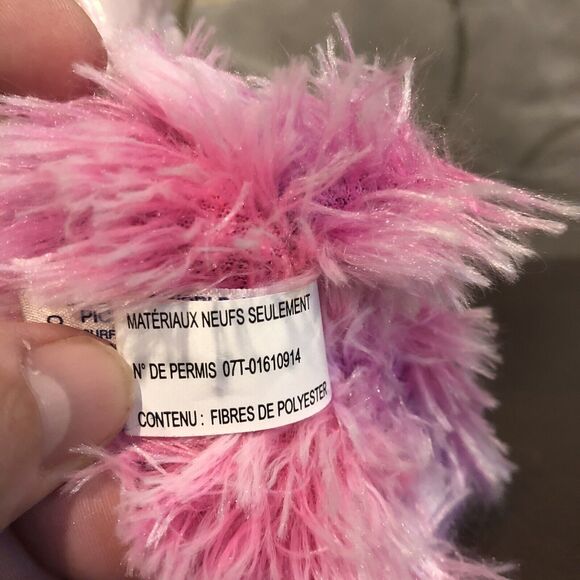 MATÉRIAUX NEUFS SEULEMENT
N° DE PERMIS 07T-01610914
CONTENU : FIBRES DE POLYESTER